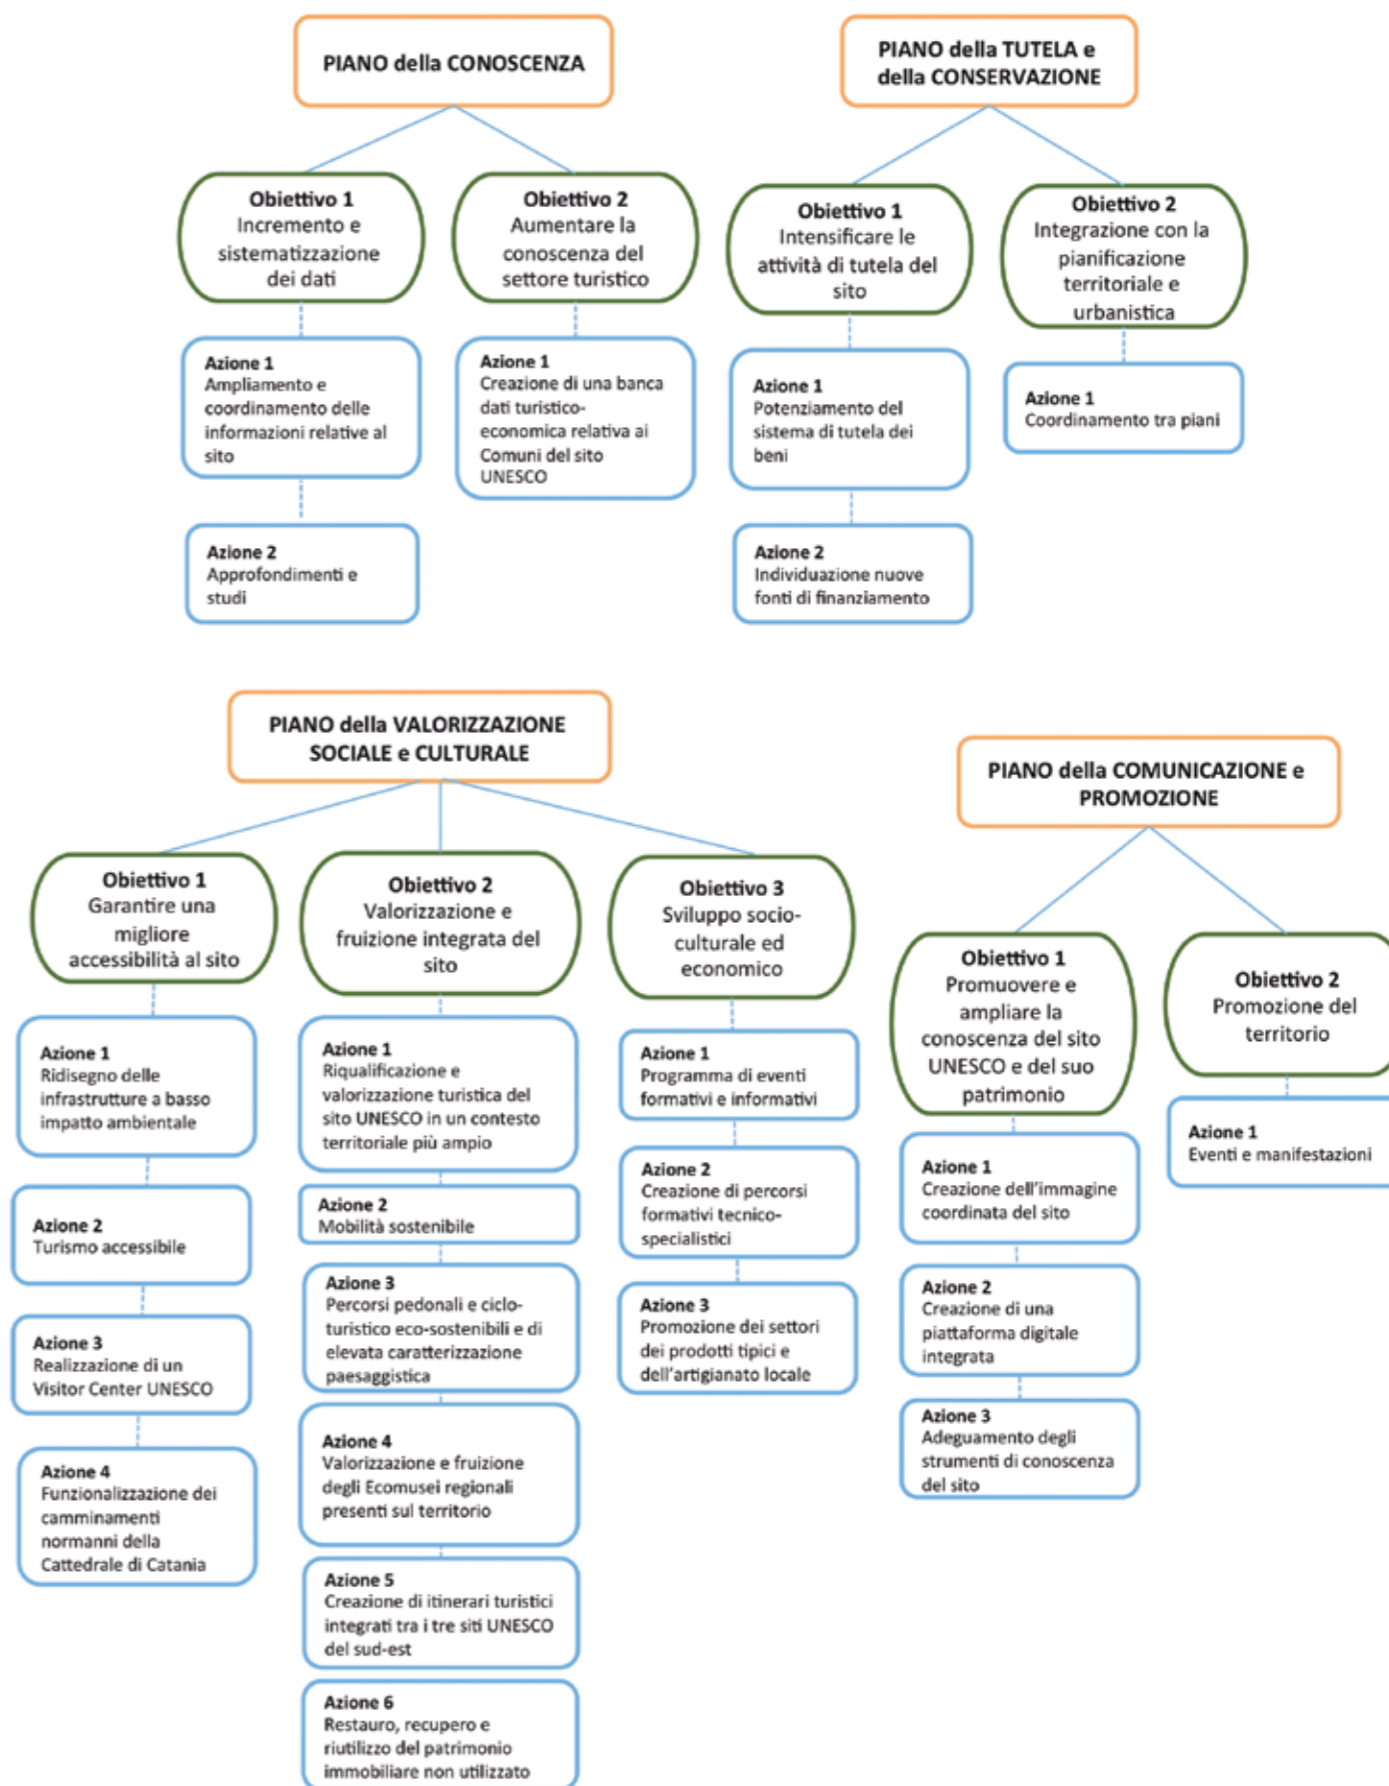 PIANO della CONOSCENZA
Obiettivo 1
Incremento e
sistematizzazione
dei dati
Azione 1
Ampliamento e
coordinamento delle
informazioni relative al
sito
Azione 2
Approfondimenti e
studi
Obiettivo 2
Aumentare la
conoscenza del
settore turistico
Azione 1
Creazione di una banca
dati turistico-
economica relativa ai
Comuni del sito
UNESCO
PIANO della TUTELA e
della CONSERVAZIONE
Obiettivo 1
Intensificare le
attività di tutela del
sito
Azione 1
Potenziamento del
sistema di tutela dei
beni
Azione 2
Individuazione nuove
fonti di finanziamento
Obiettivo 2
Integrazione con la
pianificazione
territoriale e
urbanistica
Azione 1
Coordinamento tra piani
PIANO della VALORIZZAZIONE
SOCIALE e CULTURALE
Obiettivo 1
Garantire una
migliore
accessibilità al sito
Azione 1
Ridisegno delle
infrastrutture a basso
impatto ambientale
Azione 2
Turismo accessibile
Azione 3
Realizzazione di un
Visitor Center UNESCO
Azione 4
Funzionalizzazione dei
camminamenti
normanni della
Cattedrale di Catania
Obiettivo 2
Valorizzazione e
fruizione integrata del
sito
Azione 1
Riqualificazione e
valorizzazione turistica del
sito UNESCO in un contesto
territoriale più ampio
Azione 2
Mobilità sostenibile
Azione 3
Percorsi pedonali e ciclo-
turistico eco-sostenibili e di
elevata caratterizzazione
paesaggistica
Azione 4
Valorizzazione e fruizione
degli Ecomusei regionali
presenti sul territorio
Azione 5
Creazione di itinerari turistici
integrati tra i tre siti UNESCO
del sud-est
Azione 6
Restauro, recupero e
riutilizzo del patrimonio
immobiliare non utilizzato
Obiettivo 3
Sviluppo socio-
culturale ed
economico
Azione 1
Programma di eventi
formativi e informativi
Azione 2
Creazione di percorsi
formativi tecnico-
specialistici
Azione 3
Promozione dei settori
dei prodotti tipici e
dell'artigianato locale
PIANO della COMUNICAZIONE e
PROMOZIONE
Obiettivo 1
Promuovere e
ampliare la
conoscenza del sito
UNESCO e del suo
patrimonio
Azione 1
Creazione dell'immagine
coordinata del sito
Azione 2
Creazione di una
piattaforma digitale
integrata
Azione 3
Adeguamento degli
strumenti di conoscenza
del sito
Obiettivo 2
Promozione del
territorio
Azione 1
Eventi e manifestazioni